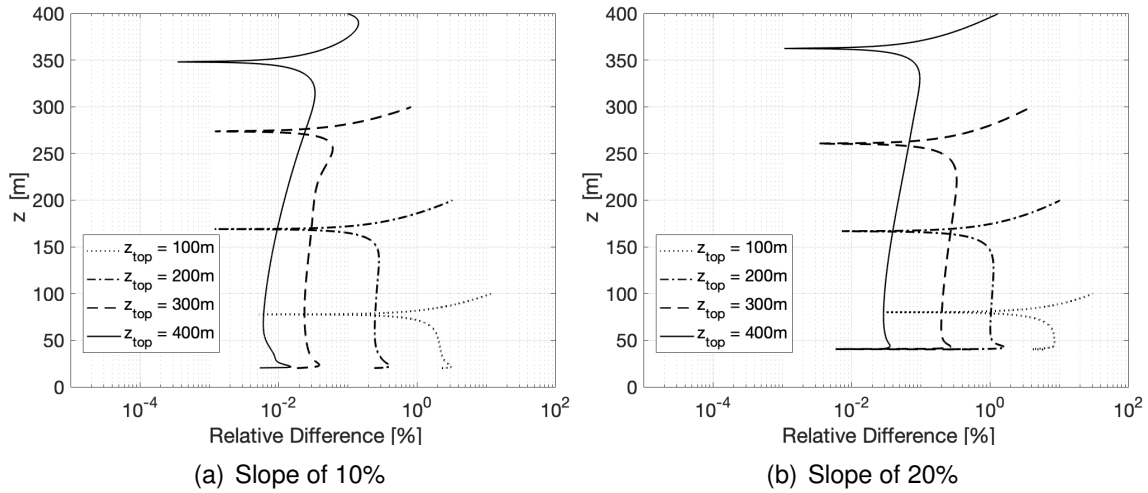 400
350
300
250
200
150
100
50
0
z [m]
z_top = 100m
z_top = 200m
z_top = 300m
z_top = 400m
10^-4
10^-2
10^0
10^2
Relative Difference [%]
(a) Slope of 10%
400
350
300
250
200
150
100
50
0
z [m]
z_top = 100m
z_top = 200m
z_top = 300m
z_top = 400m
10^-4
10^-2
10^0
10^2
Relative Difference [%]
(b) Slope of 20%